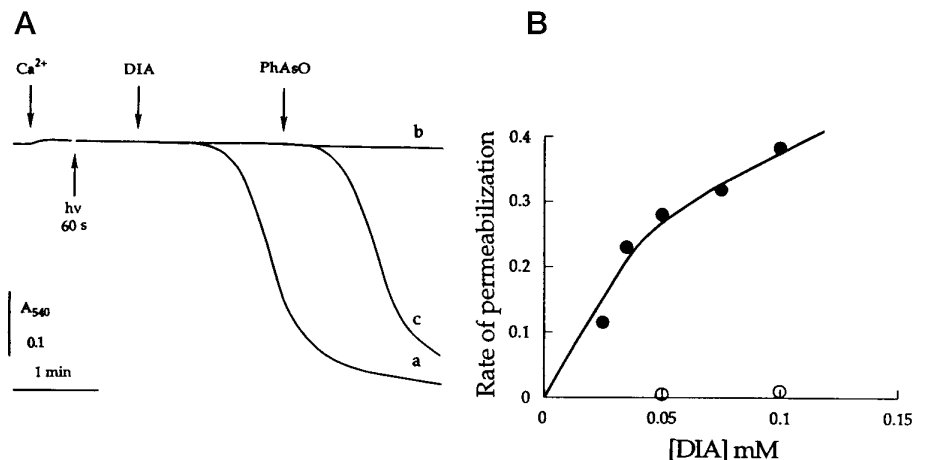 A
B
Ca2+
DIA
PhAsO
b
hν
60 s
c
a
A540
0.1
1 min
Rate of permeabilization
0.4
0.3
0.2
0.1
0
0
0.05
0.1
0.15
[DIA] mM